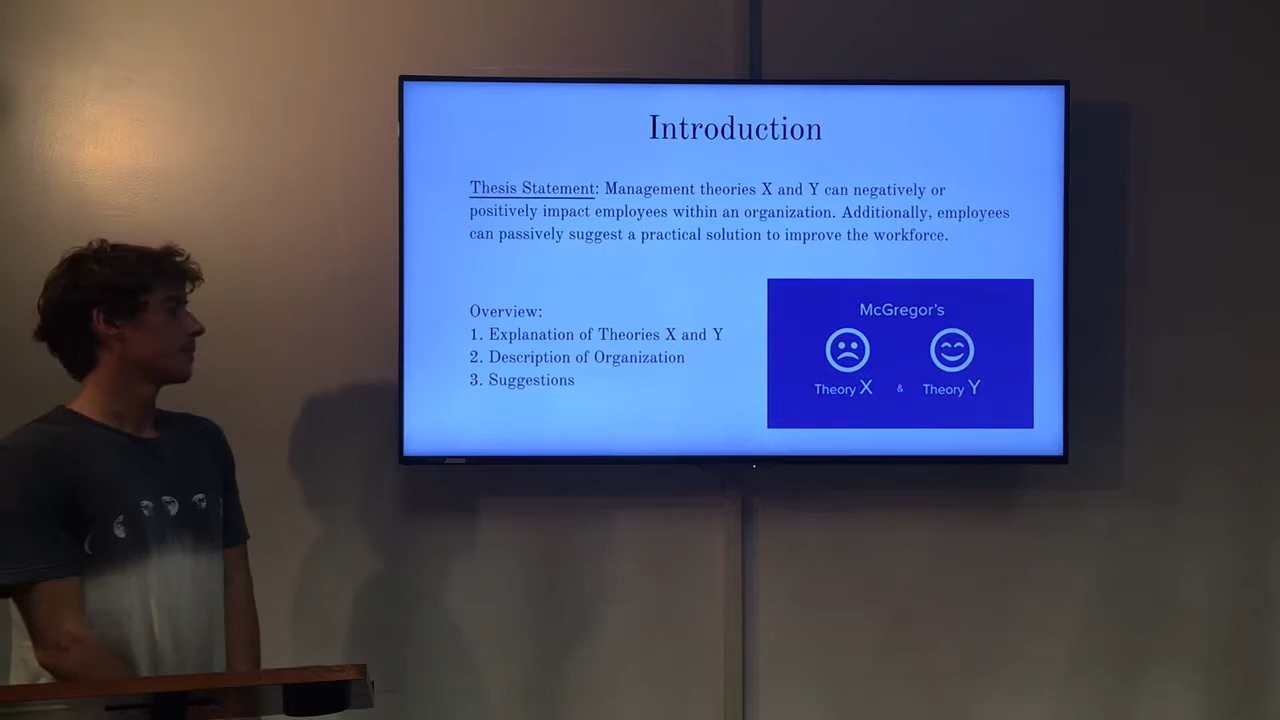 Introduction
Thesis Statement: Management theories X and Y can negatively or
positively impact employees within an organization. Additionally, employees
can passively suggest a practical solution to improve the workforce.
Overview:
1. Explanation of Theories X and Y
2. Description of Organization
3. Suggestions
McGregor's
Theory X & Theory Y